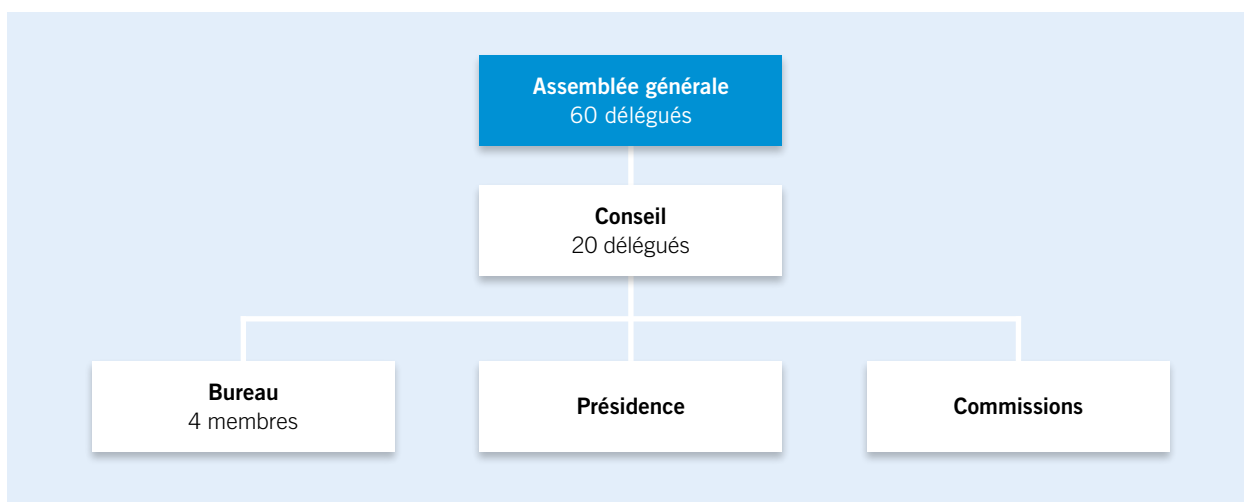 Assemblée générale
60 délégués
Conseil
20 délégués
Bureau
4 membres
Présidence
Commissions